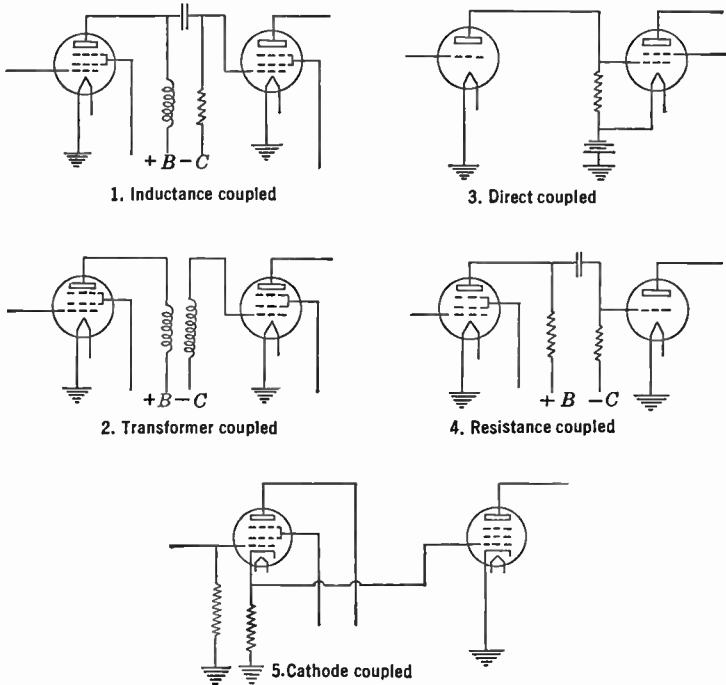 + B – C
1. Inductance coupled
3. Direct coupled
+ B – C
2. Transformer coupled
+ B – C
4. Resistance coupled
5.Cathode coupled